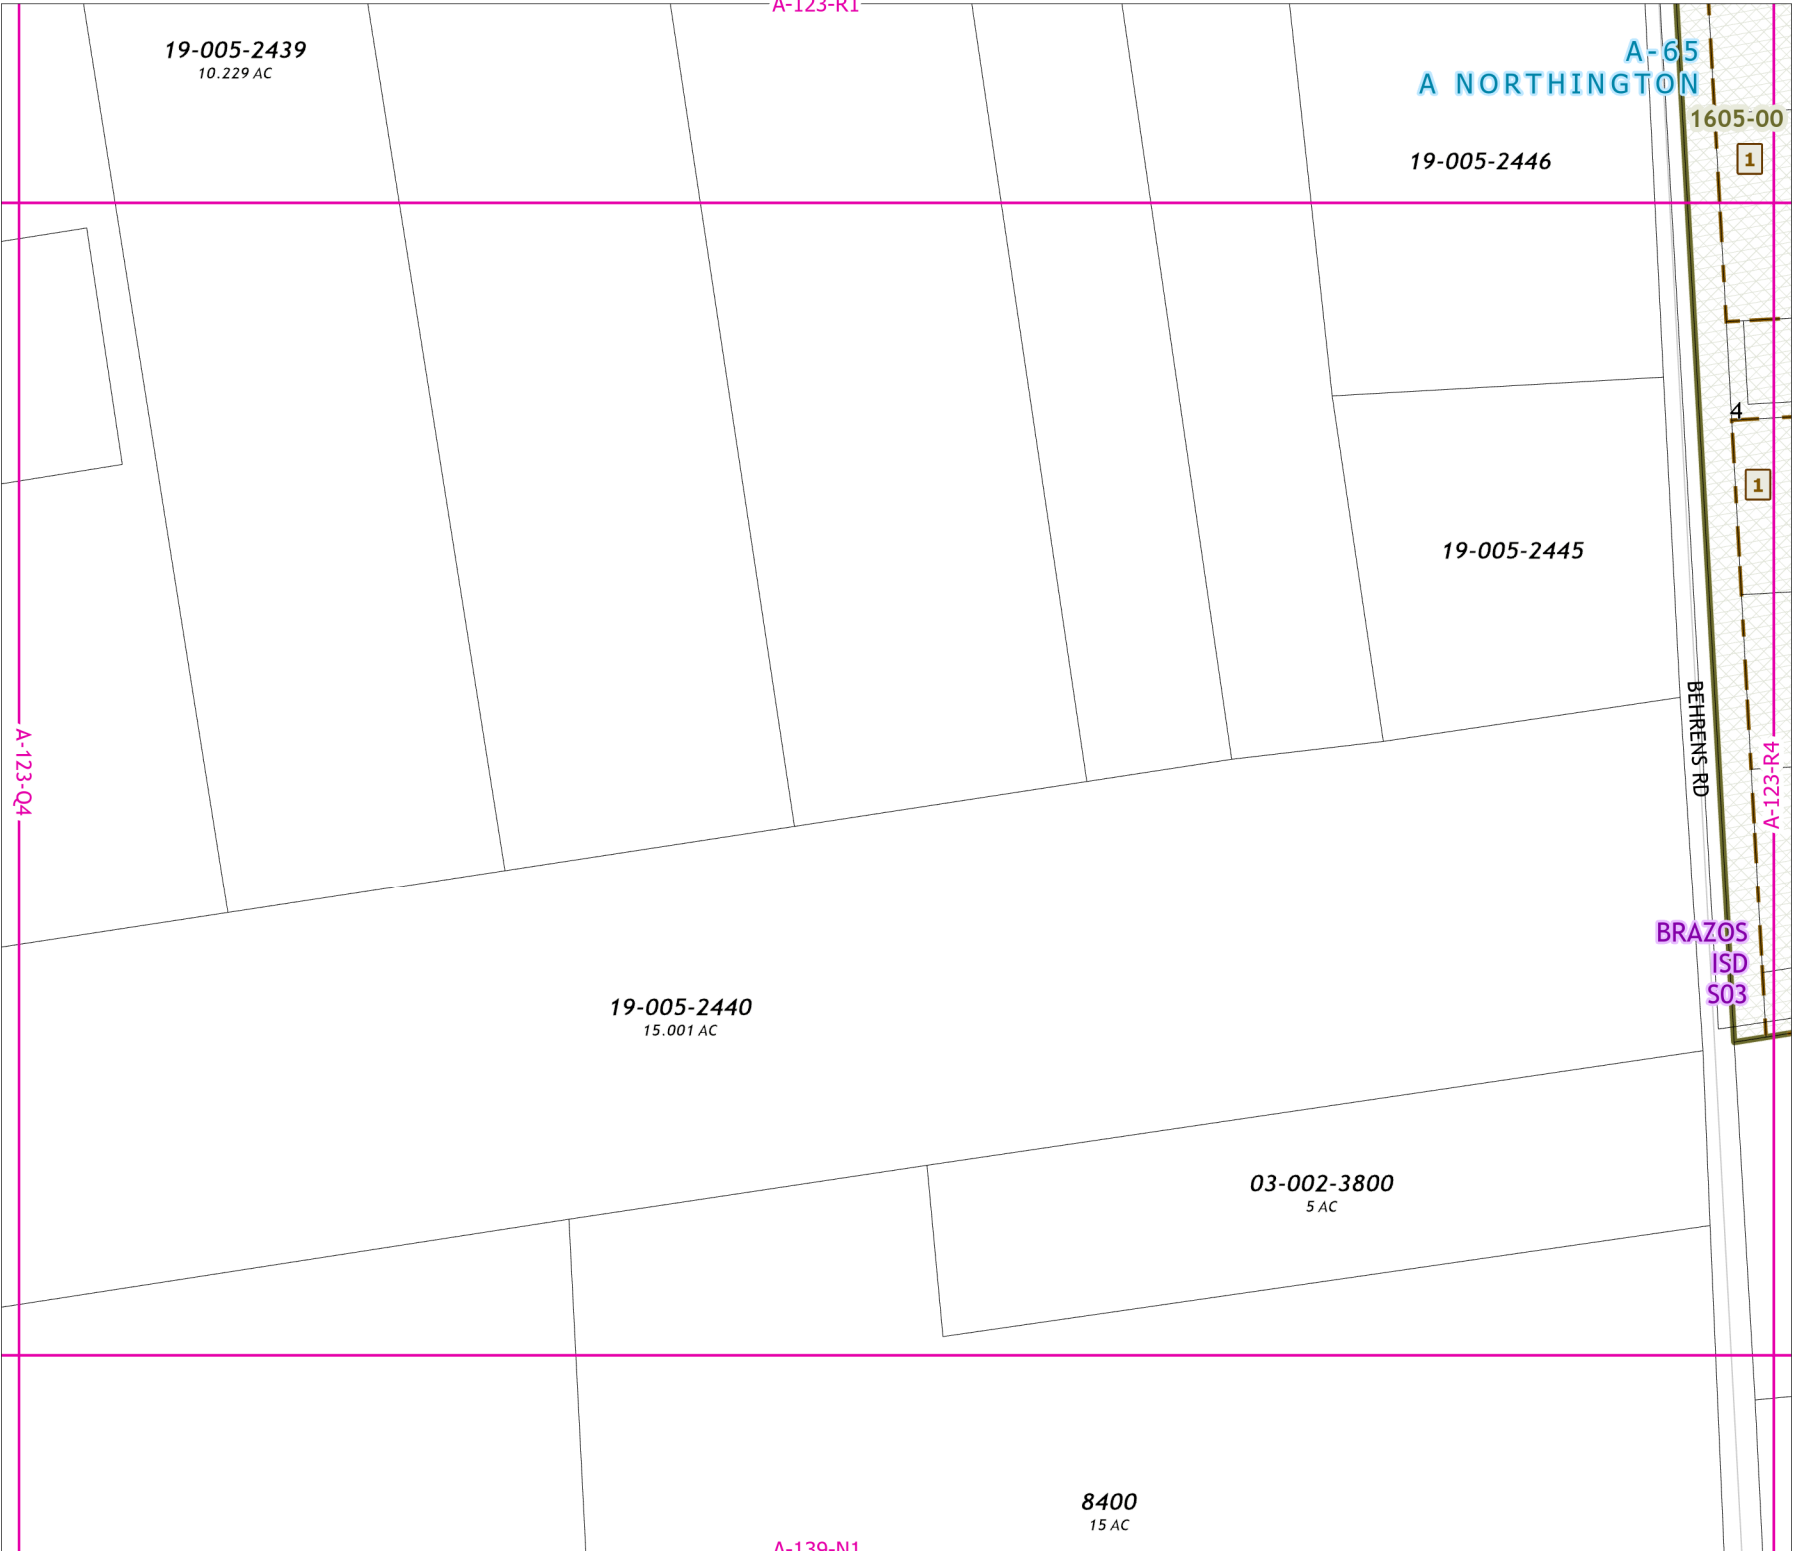 A-123-R1
19-005-2439
10.229 AC
A-65
A NORTHINGTON
1605-00
1
19-005-2446
4
1
19-005-2445
BEHRENS RD
A-123-Q4
A-123-R4
BRAZOS
ISD
S03
19-005-2440
15.001 AC
03-002-3800
5 AC
8400
15 AC
A-139-N1